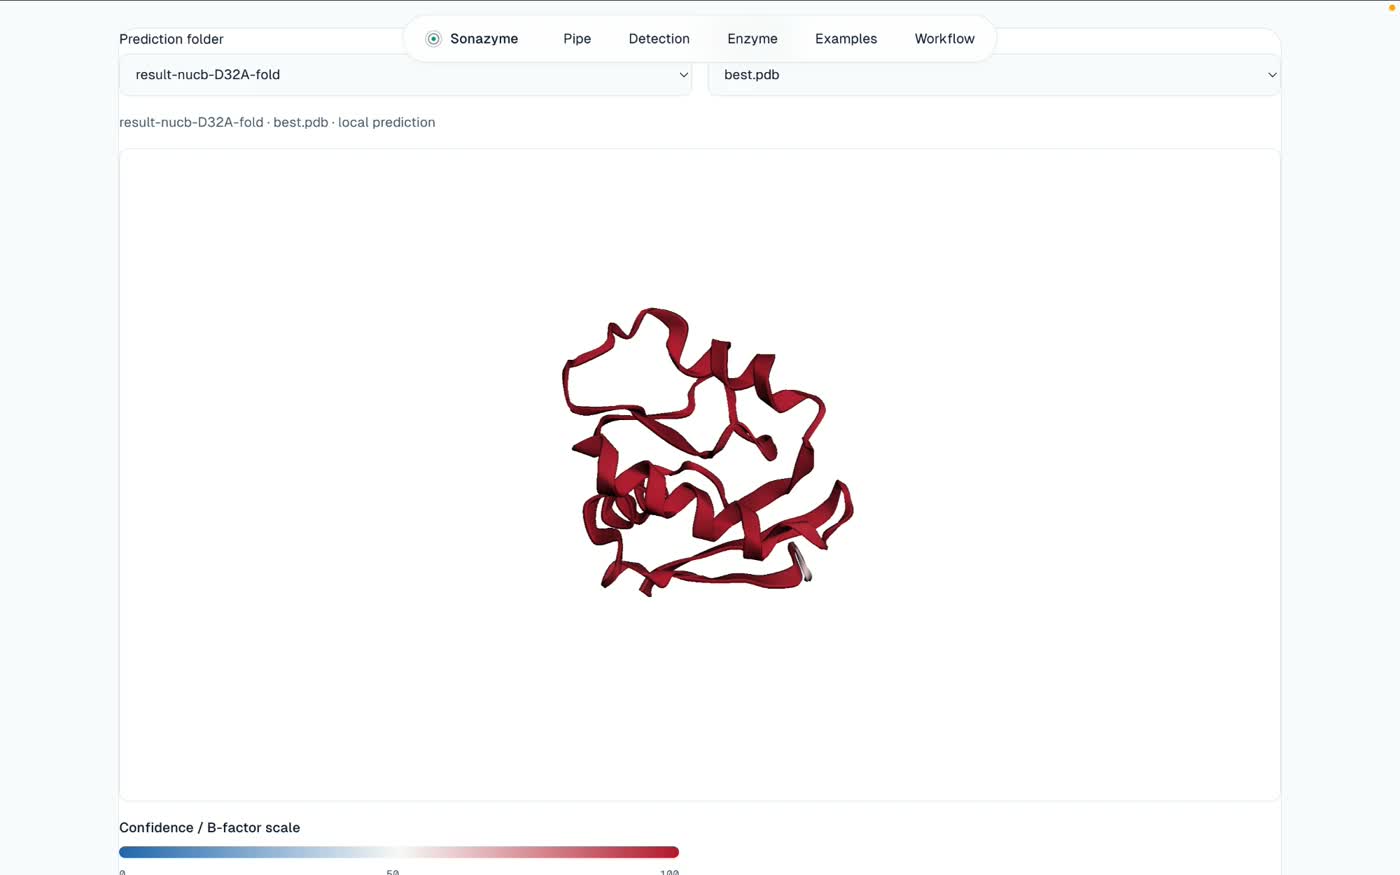 Sonazyme Pipe Detection Enzyme Examples Workflow
Prediction folder
result-nucb-D32A-fold best.pdb
result-nucb-D32A-fold · best.pdb · local prediction
Confidence / B-factor scale
0 50 100